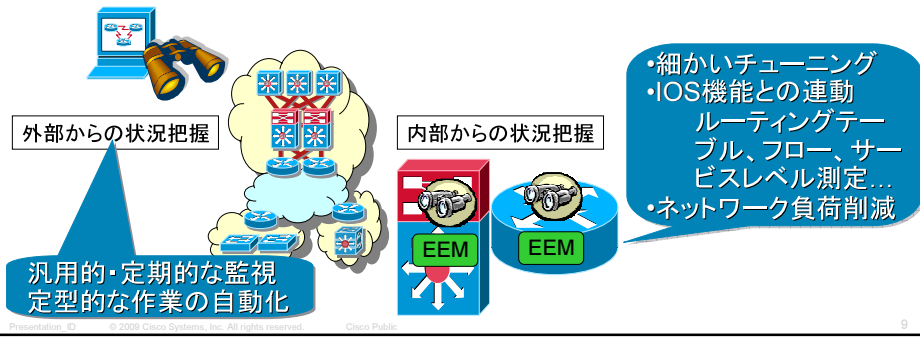 外部からの状況把握
汎用的・定期的な監視
定型的な作業の自動化
内部からの状況把握
EEM
EEM
•細かいチューニング
•IOS機能との連動
ルーティングテー
ブル、フロー、サー
ビスレベル測定...
•ネットワーク負荷削減
Presentation_ID © 2009 Cisco Systems, Inc. All rights reserved. Cisco Public 9